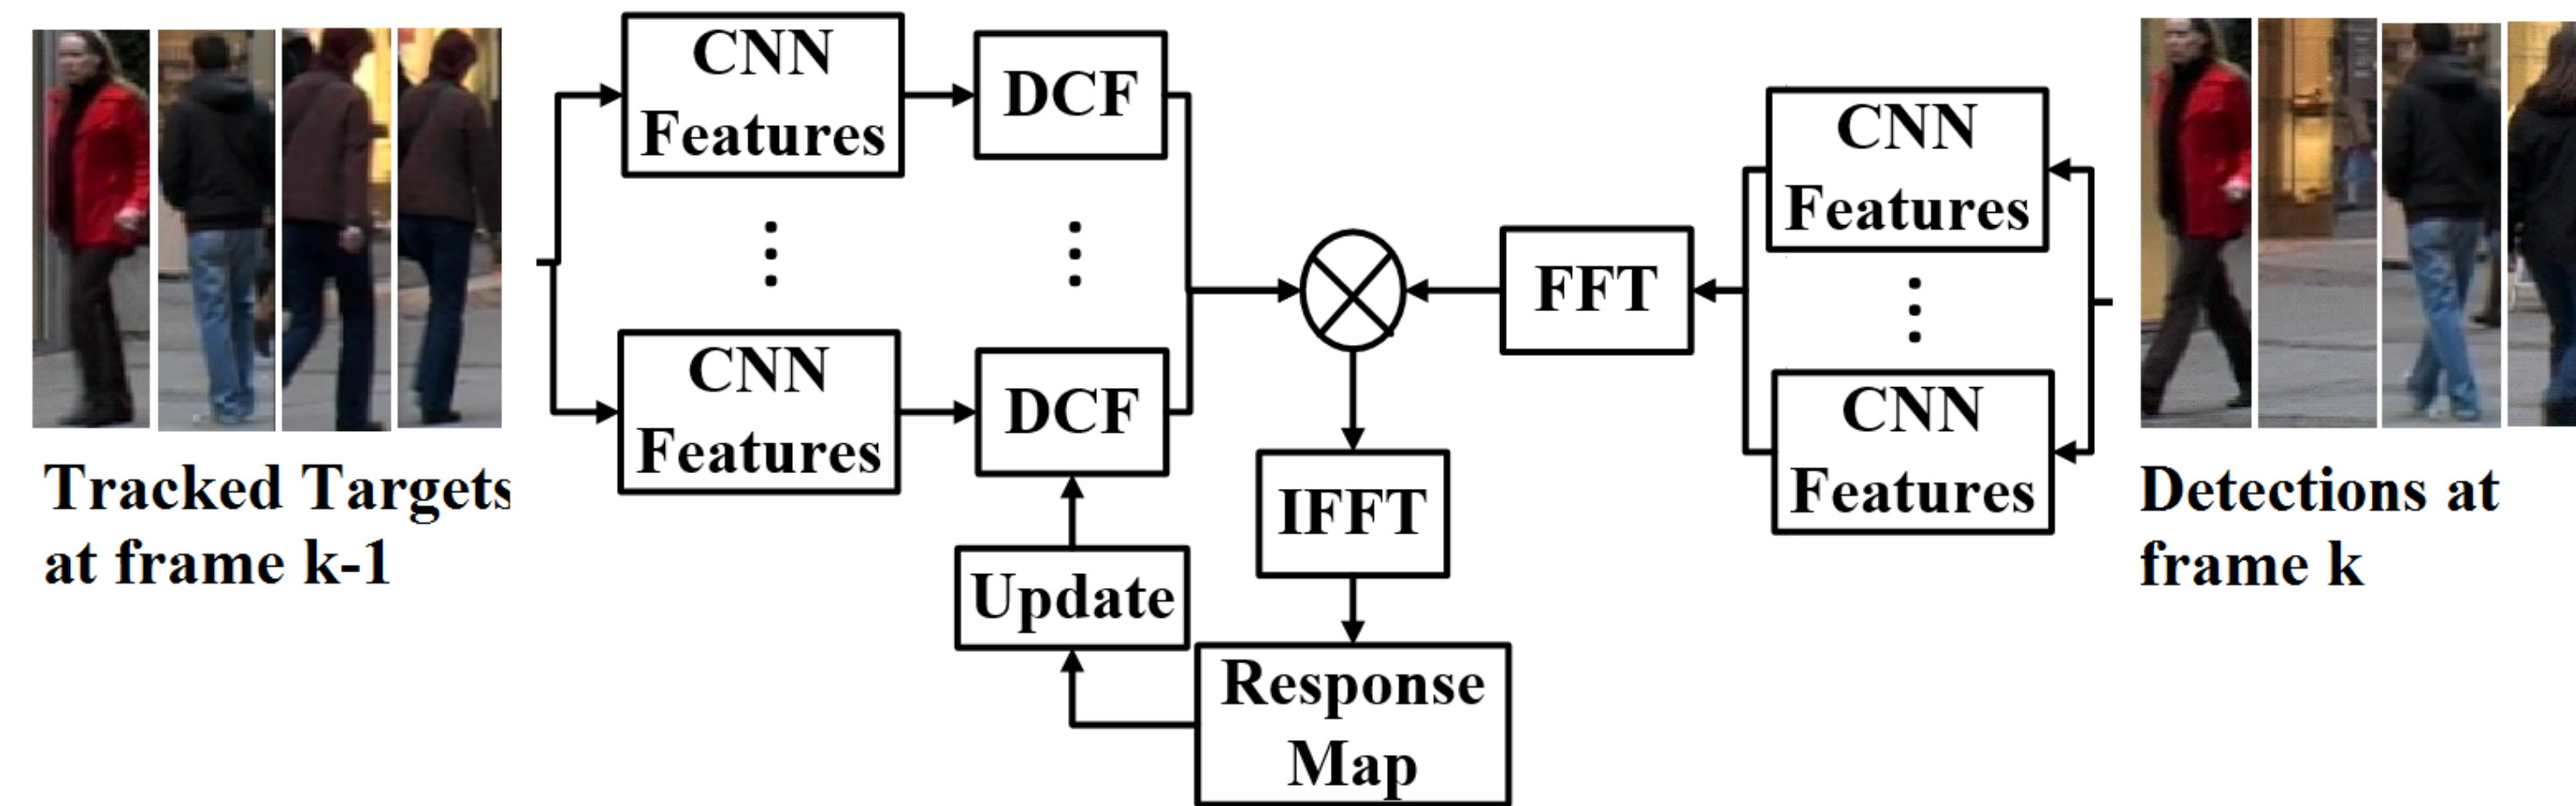 CNN
Features
DCF
CNN
Features
DCF
Update
Tracked Targets
at frame k-1
FFT
IFFT
Response
Map
CNN
Features
CNN
Features
Detections at
frame k